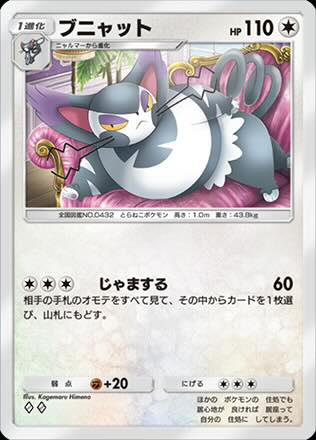 1進化
ブニャット
HP 110
ニャルマーから進化
全国図鑑NO.0432 とらねこポケモン 高さ：1.0m 重さ：43.8kg
じゃまする 60
相手の手札のオモテをすべて見て、その中からカードを1枚選
び、山札にもどす。
弱点 +20 にげる
Illus. Kagemaru Himeno
ほかの ポケモンの 住処でも
居心地が 良ければ 居座って
自分の 住処に してしまう。